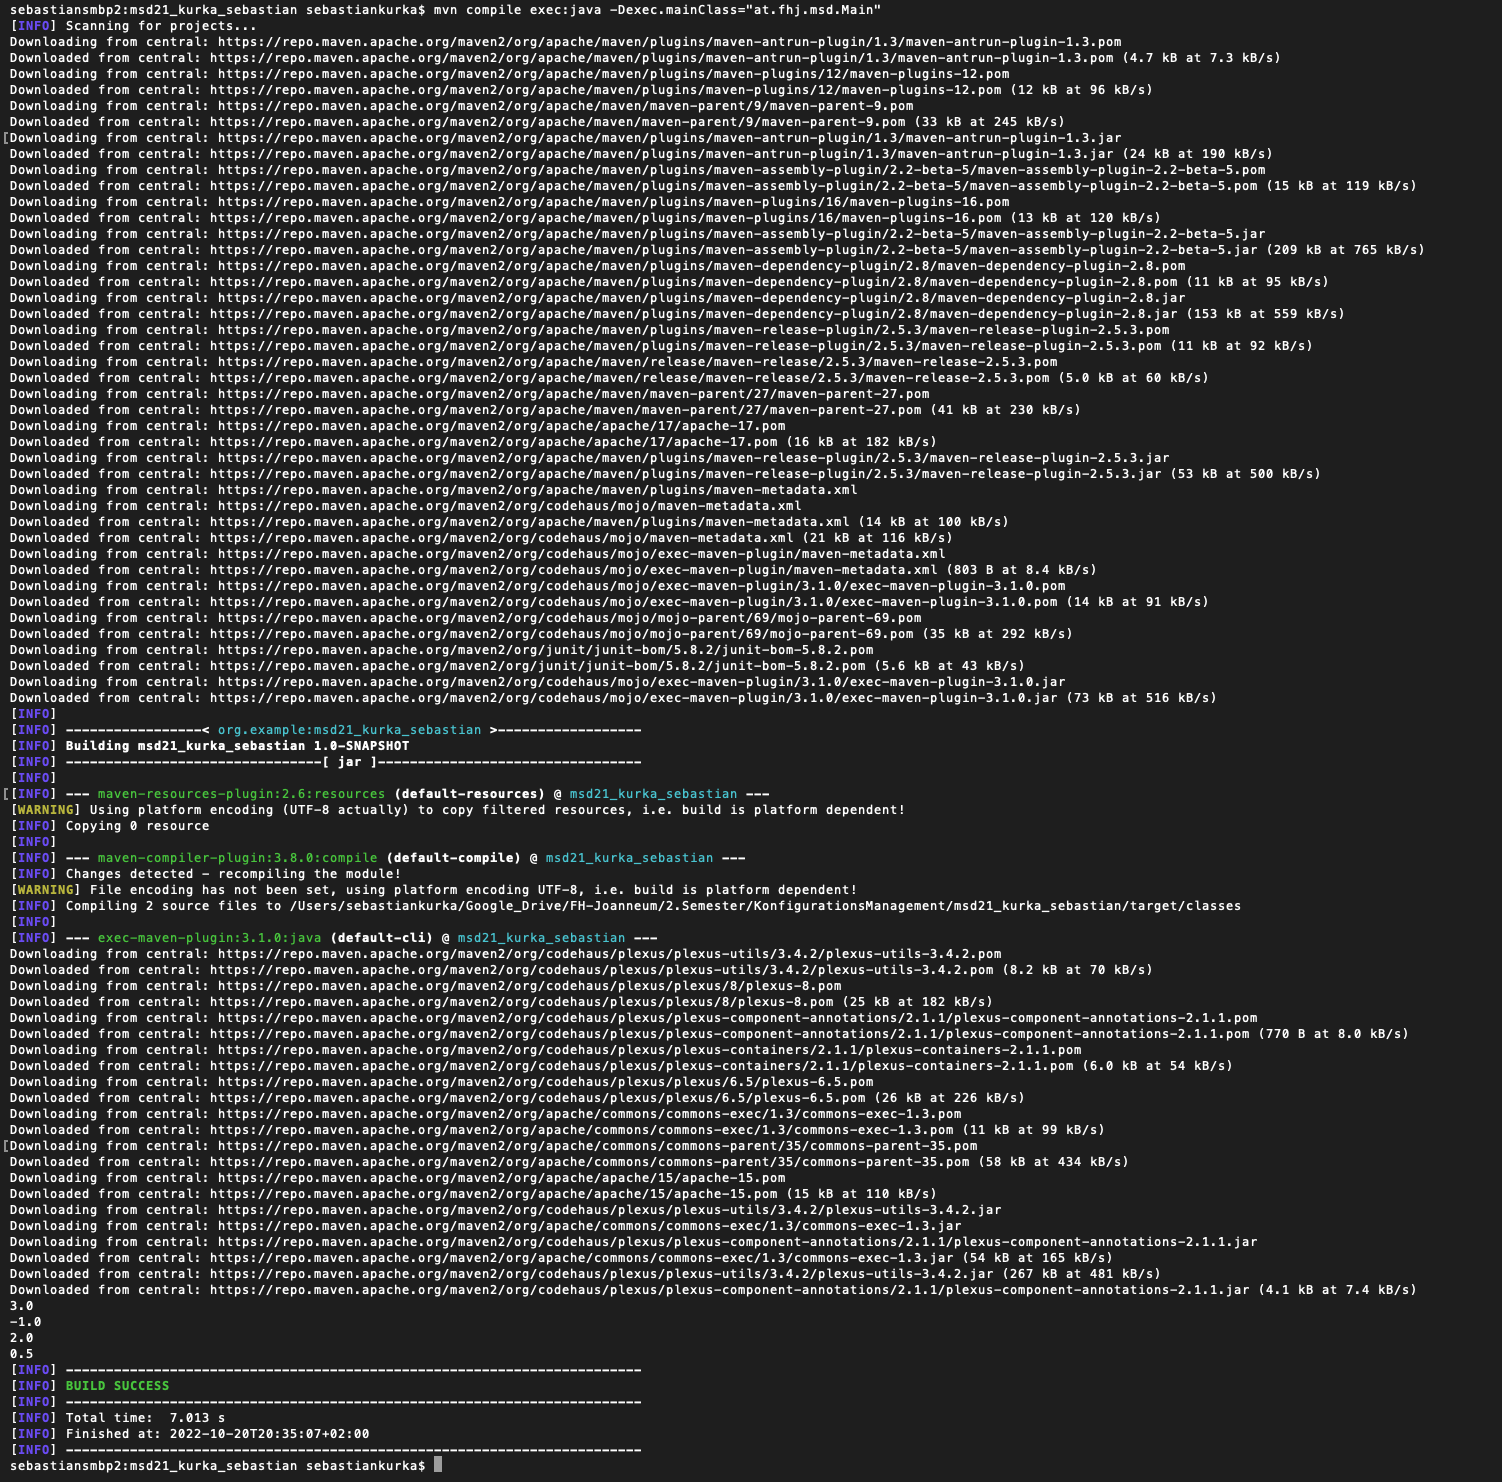 sebastiansmbp2:msd21_kurka_sebastian sebastiankurka$ mvn compile exec:java -Dexec.mainClass="at.fhj.msd.Main"
[INFO] Scanning for projects...
Downloading from central: https://repo.maven.apache.org/maven2/org/apache/maven/plugins/maven-antrun-plugin/1.3/maven-antrun-plugin-1.3.pom
Downloaded from central: https://repo.maven.apache.org/maven2/org/apache/maven/plugins/maven-antrun-plugin/1.3/maven-antrun-plugin-1.3.pom (4.7 kB at 7.3 kB/s)
Downloading from central: https://repo.maven.apache.org/maven2/org/apache/maven/plugins/maven-plugins/12/maven-plugins-12.pom
Downloaded from central: https://repo.maven.apache.org/maven2/org/apache/maven/plugins/maven-plugins/12/maven-plugins-12.pom (12 kB at 96 kB/s)
Downloading from central: https://repo.maven.apache.org/maven2/org/apache/maven/maven-parent/9/maven-parent-9.pom
Downloaded from central: https://repo.maven.apache.org/maven2/org/apache/maven/maven-parent/9/maven-parent-9.pom (33 kB at 245 kB/s)
[Downloading from central: https://repo.maven.apache.org/maven2/org/apache/maven/plugins/maven-antrun-plugin/1.3/maven-antrun-plugin-1.3.jar
Downloaded from central: https://repo.maven.apache.org/maven2/org/apache/maven/plugins/maven-antrun-plugin/1.3/maven-antrun-plugin-1.3.jar (24 kB at 190 kB/s)
Downloading from central: https://repo.maven.apache.org/maven2/org/apache/maven/plugins/maven-assembly-plugin/2.2-beta-5/maven-assembly-plugin-2.2-beta-5.pom
Downloaded from central: https://repo.maven.apache.org/maven2/org/apache/maven/plugins/maven-assembly-plugin/2.2-beta-5/maven-assembly-plugin-2.2-beta-5.pom (15 kB at 119 kB/s)
Downloading from central: https://repo.maven.apache.org/maven2/org/apache/maven/plugins/maven-plugins/16/maven-plugins-16.pom
Downloaded from central: https://repo.maven.apache.org/maven2/org/apache/maven/plugins/maven-plugins/16/maven-plugins-16.pom (13 kB at 120 kB/s)
Downloading from central: https://repo.maven.apache.org/maven2/org/apache/maven/plugins/maven-assembly-plugin/2.2-beta-5/maven-assembly-plugin-2.2-beta-5.jar
Downloaded from central: https://repo.maven.apache.org/maven2/org/apache/maven/plugins/maven-assembly-plugin/2.2-beta-5/maven-assembly-plugin-2.2-beta-5.jar (209 kB at 765 kB/s)
Downloading from central: https://repo.maven.apache.org/maven2/org/apache/maven/plugins/maven-dependency-plugin/2.8/maven-dependency-plugin-2.8.pom
Downloaded from central: https://repo.maven.apache.org/maven2/org/apache/maven/plugins/maven-dependency-plugin/2.8/maven-dependency-plugin-2.8.pom (11 kB at 95 kB/s)
Downloading from central: https://repo.maven.apache.org/maven2/org/apache/maven/plugins/maven-dependency-plugin/2.8/maven-dependency-plugin-2.8.jar
Downloaded from central: https://repo.maven.apache.org/maven2/org/apache/maven/plugins/maven-dependency-plugin/2.8/maven-dependency-plugin-2.8.jar (153 kB at 559 kB/s)
Downloading from central: https://repo.maven.apache.org/maven2/org/apache/maven/plugins/maven-release-plugin/2.5.3/maven-release-plugin-2.5.3.pom
Downloaded from central: https://repo.maven.apache.org/maven2/org/apache/maven/plugins/maven-release-plugin/2.5.3/maven-release-plugin-2.5.3.pom (11 kB at 92 kB/s)
Downloading from central: https://repo.maven.apache.org/maven2/org/apache/maven/release/maven-release/2.5.3/maven-release-2.5.3.pom
Downloaded from central: https://repo.maven.apache.org/maven2/org/apache/maven/release/maven-release/2.5.3/maven-release-2.5.3.pom (5.0 kB at 60 kB/s)
Downloading from central: https://repo.maven.apache.org/maven2/org/apache/maven/maven-parent/27/maven-parent-27.pom
Downloaded from central: https://repo.maven.apache.org/maven2/org/apache/maven/maven-parent/27/maven-parent-27.pom (41 kB at 230 kB/s)
Downloading from central: https://repo.maven.apache.org/maven2/org/apache/apache/17/apache-17.pom
Downloaded from central: https://repo.maven.apache.org/maven2/org/apache/apache/17/apache-17.pom (16 kB at 182 kB/s)
Downloading from central: https://repo.maven.apache.org/maven2/org/apache/maven/plugins/maven-release-plugin/2.5.3/maven-release-plugin-2.5.3.jar
Downloaded from central: https://repo.maven.apache.org/maven2/org/apache/maven/plugins/maven-release-plugin/2.5.3/maven-release-plugin-2.5.3.jar (53 kB at 500 kB/s)
Downloading from central: https://repo.maven.apache.org/maven2/org/apache/maven/plugins/maven-metadata.xml
Downloading from central: https://repo.maven.apache.org/maven2/org/codehaus/mojo/maven-metadata.xml
Downloaded from central: https://repo.maven.apache.org/maven2/org/apache/maven/plugins/maven-metadata.xml (14 kB at 100 kB/s)
Downloaded from central: https://repo.maven.apache.org/maven2/org/codehaus/mojo/maven-metadata.xml (21 kB at 116 kB/s)
Downloading from central: https://repo.maven.apache.org/maven2/org/codehaus/mojo/exec-maven-plugin/maven-metadata.xml
Downloaded from central: https://repo.maven.apache.org/maven2/org/codehaus/mojo/exec-maven-plugin/maven-metadata.xml (803 B at 8.4 kB/s)
Downloading from central: https://repo.maven.apache.org/maven2/org/codehaus/mojo/exec-maven-plugin/3.1.0/exec-maven-plugin-3.1.0.pom
Downloaded from central: https://repo.maven.apache.org/maven2/org/codehaus/mojo/exec-maven-plugin/3.1.0/exec-maven-plugin-3.1.0.pom (14 kB at 91 kB/s)
Downloading from central: https://repo.maven.apache.org/maven2/org/codehaus/mojo/mojo-parent/69/mojo-parent-69.pom
Downloaded from central: https://repo.maven.apache.org/maven2/org/codehaus/mojo/mojo-parent/69/mojo-parent-69.pom (35 kB at 292 kB/s)
Downloading from central: https://repo.maven.apache.org/maven2/org/junit/junit-bom/5.8.2/junit-bom-5.8.2.pom
Downloaded from central: https://repo.maven.apache.org/maven2/org/junit/junit-bom/5.8.2/junit-bom-5.8.2.pom (5.6 kB at 43 kB/s)
Downloading from central: https://repo.maven.apache.org/maven2/org/codehaus/mojo/exec-maven-plugin/3.1.0/exec-maven-plugin-3.1.0.jar
Downloaded from central: https://repo.maven.apache.org/maven2/org/codehaus/mojo/exec-maven-plugin/3.1.0/exec-maven-plugin-3.1.0.jar (73 kB at 516 kB/s)
[INFO]
[INFO] -----------------< org.example:msd21_kurka_sebastian >------------------
[INFO] Building msd21_kurka_sebastian 1.0-SNAPSHOT
[INFO] --------------------------------[ jar ]---------------------------------
[INFO]
[[INFO] --- maven-resources-plugin:2.6:resources (default-resources) @ msd21_kurka_sebastian ---
[WARNING] Using platform encoding (UTF-8 actually) to copy filtered resources, i.e. build is platform dependent!
[INFO] Copying 0 resource
[INFO]
[INFO] --- maven-compiler-plugin:3.8.0:compile (default-compile) @ msd21_kurka_sebastian ---
[INFO] Changes detected - recompiling the module!
[WARNING] File encoding has not been set, using platform encoding UTF-8, i.e. build is platform dependent!
[INFO] Compiling 2 source files to /Users/sebastiankurka/Google_Drive/FH-Joanneum/2.Semester/KonfigurationsManagement/msd21_kurka_sebastian/target/classes
[INFO]
[INFO] --- exec-maven-plugin:3.1.0:java (default-cli) @ msd21_kurka_sebastian ---
Downloading from central: https://repo.maven.apache.org/maven2/org/codehaus/plexus/plexus-utils/3.4.2/plexus-utils-3.4.2.pom
Downloaded from central: https://repo.maven.apache.org/maven2/org/codehaus/plexus/plexus-utils/3.4.2/plexus-utils-3.4.2.pom (8.2 kB at 70 kB/s)
Downloading from central: https://repo.maven.apache.org/maven2/org/codehaus/plexus/plexus/8/plexus-8.pom
Downloaded from central: https://repo.maven.apache.org/maven2/org/codehaus/plexus/plexus/8/plexus-8.pom (25 kB at 182 kB/s)
Downloading from central: https://repo.maven.apache.org/maven2/org/codehaus/plexus/plexus-component-annotations/2.1.1/plexus-component-annotations-2.1.1.pom
Downloaded from central: https://repo.maven.apache.org/maven2/org/codehaus/plexus/plexus-component-annotations/2.1.1/plexus-component-annotations-2.1.1.pom (770 B at 8.0 kB/s)
Downloading from central: https://repo.maven.apache.org/maven2/org/codehaus/plexus/plexus-containers/2.1.1/plexus-containers-2.1.1.pom
Downloaded from central: https://repo.maven.apache.org/maven2/org/codehaus/plexus/plexus-containers/2.1.1/plexus-containers-2.1.1.pom (6.0 kB at 54 kB/s)
Downloading from central: https://repo.maven.apache.org/maven2/org/codehaus/plexus/plexus/6.5/plexus-6.5.pom
Downloaded from central: https://repo.maven.apache.org/maven2/org/codehaus/plexus/plexus/6.5/plexus-6.5.pom (26 kB at 226 kB/s)
Downloading from central: https://repo.maven.apache.org/maven2/org/apache/commons/commons-exec/1.3/commons-exec-1.3.pom
Downloaded from central: https://repo.maven.apache.org/maven2/org/apache/commons/commons-exec/1.3/commons-exec-1.3.pom (11 kB at 99 kB/s)
[Downloading from central: https://repo.maven.apache.org/maven2/org/apache/commons/commons-parent/35/commons-parent-35.pom
Downloaded from central: https://repo.maven.apache.org/maven2/org/apache/commons/commons-parent/35/commons-parent-35.pom (58 kB at 434 kB/s)
Downloading from central: https://repo.maven.apache.org/maven2/org/apache/apache/15/apache-15.pom
Downloaded from central: https://repo.maven.apache.org/maven2/org/apache/apache/15/apache-15.pom (15 kB at 110 kB/s)
Downloading from central: https://repo.maven.apache.org/maven2/org/codehaus/plexus/plexus-utils/3.4.2/plexus-utils-3.4.2.jar
Downloading from central: https://repo.maven.apache.org/maven2/org/apache/commons/commons-exec/1.3/commons-exec-1.3.jar
Downloading from central: https://repo.maven.apache.org/maven2/org/codehaus/plexus/plexus-component-annotations/2.1.1/plexus-component-annotations-2.1.1.jar
Downloaded from central: https://repo.maven.apache.org/maven2/org/apache/commons/commons-exec/1.3/commons-exec-1.3.jar (54 kB at 165 kB/s)
Downloaded from central: https://repo.maven.apache.org/maven2/org/codehaus/plexus/plexus-utils/3.4.2/plexus-utils-3.4.2.jar (267 kB at 481 kB/s)
Downloaded from central: https://repo.maven.apache.org/maven2/org/codehaus/plexus/plexus-component-annotations/2.1.1/plexus-component-annotations-2.1.1.jar (4.1 kB at 7.4 kB/s)
3.0
-1.0
2.0
0.5
[INFO] ------------------------------------------------------------------------
[INFO] BUILD SUCCESS
[INFO] ------------------------------------------------------------------------
[INFO] Total time:  7.013 s
[INFO] Finished at: 2022-10-20T20:35:07+02:00
[INFO] ------------------------------------------------------------------------
sebastiansmbp2:msd21_kurka_sebastian sebastiankurka$